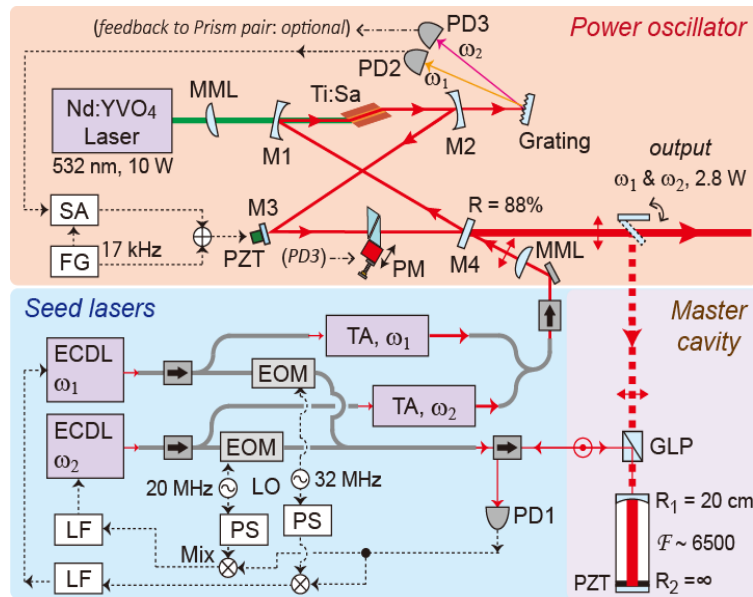 (feedback to Prism pair: optional)
PD3
Power oscillator
ω2
PD2
ω1
MML
Ti:Sa
Nd:YVO4
Laser
Grating
M1
M2
532 nm, 10 W
output
ω1 & ω2, 2.8 W
R = 88%
SA
M3
17 kHz
FG
PZT
(PD3)
PM
M4
MML
Seed lasers
Master
cavity
TA, ω1
ECDL
ω1
EOM
TA, ω2
ECDL
ω2
EOM
GLP
20 MHz
LO
32 MHz
R1 = 20 cm
LF
PS
PS
PD1
Mix
F ~ 6500
LF
PZT
R2 = ∞